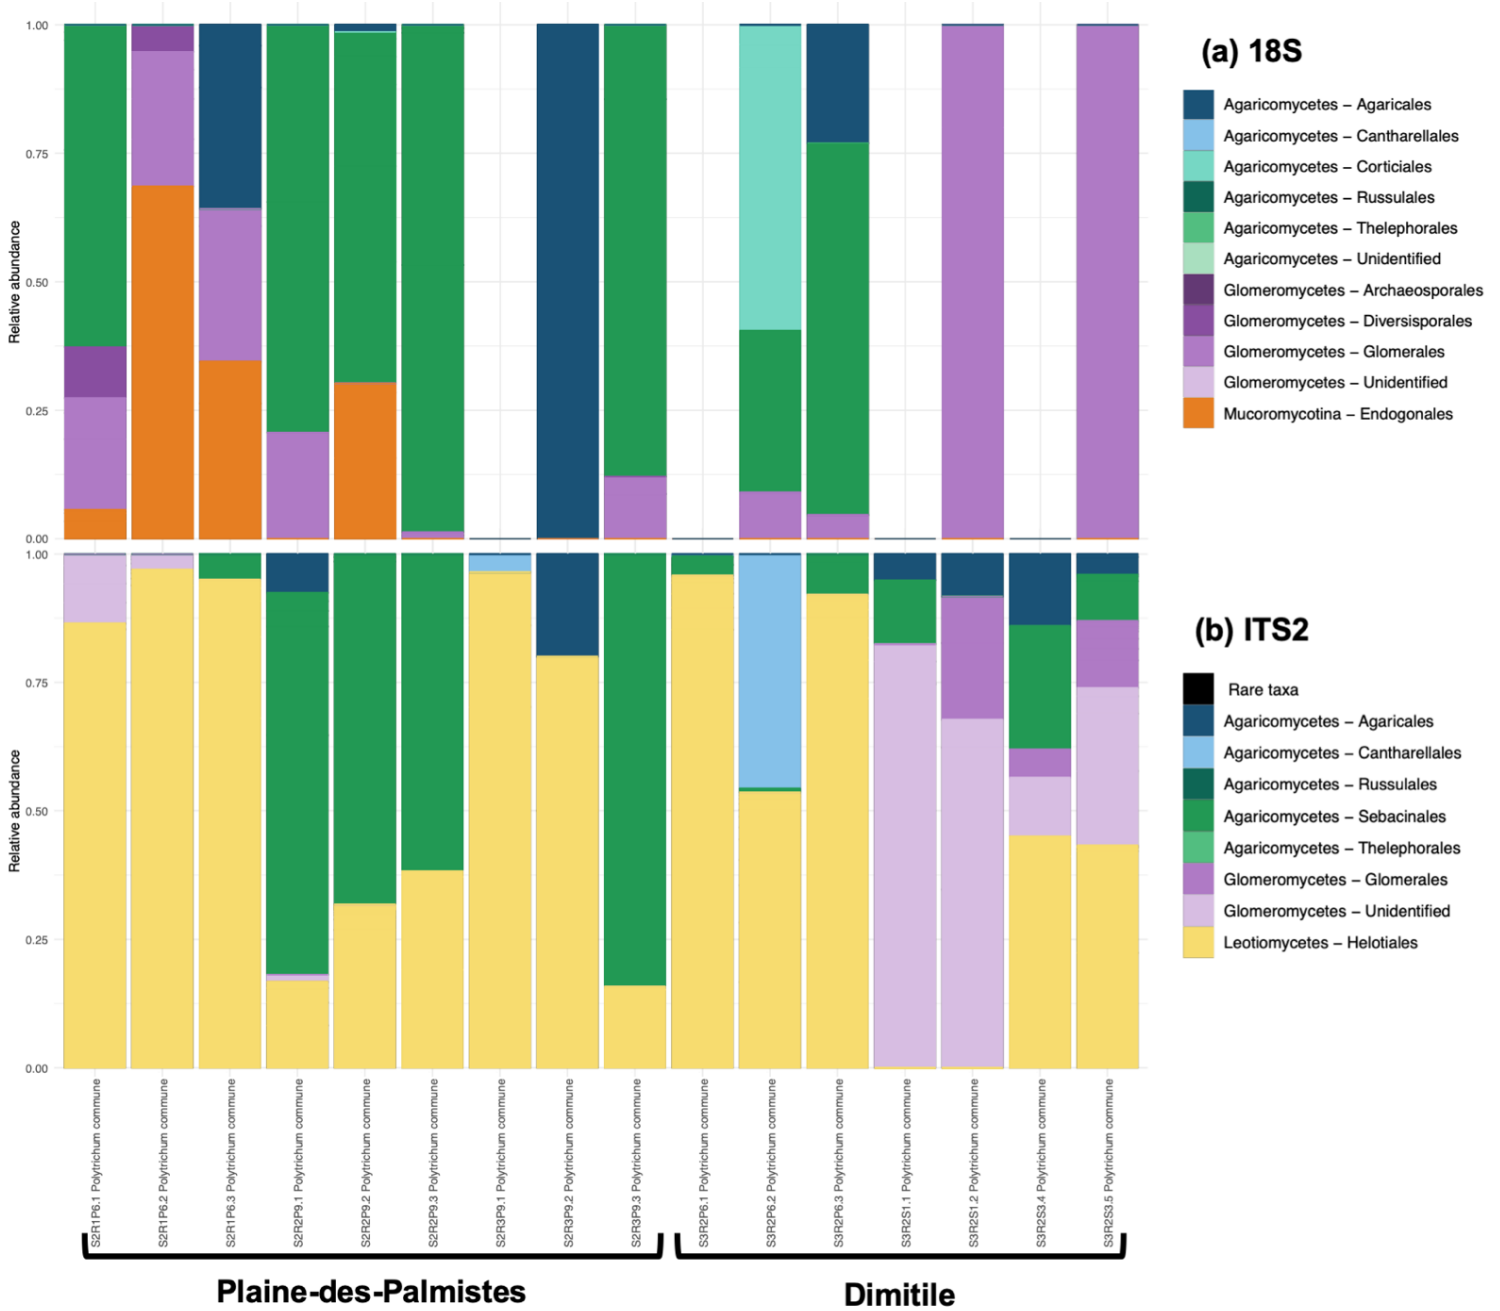 (a) 18S
1.00
0.75
0.50
0.25
0.00
Relative abundance
Agaricomycetes – Agaricales
Agaricomycetes – Cantharellales
Agaricomycetes – Corticiales
Agaricomycetes – Russulales
Agaricomycetes – Thelephorales
Agaricomycetes – Unidentified
Glomeromycetes – Archaeosporales
Glomeromycetes – Diversisporales
Glomeromycetes – Glomerales
Glomeromycetes – Unidentified
Mucoromycotina – Endogonales
(b) ITS2
1.00
0.75
0.50
0.25
0.00
Relative abundance
Rare taxa
Agaricomycetes – Agaricales
Agaricomycetes – Cantharellales
Agaricomycetes – Russulales
Agaricomycetes – Sebacinales
Agaricomycetes – Thelephorales
Glomeromycetes – Glomerales
Glomeromycetes – Unidentified
Leotiomycetes – Helotiales
S2R1P6.1 Polytrichum commune
S2R1P6.2 Polytrichum commune
S2R1P6.3 Polytrichum commune
S2R2P9.1 Polytrichum commune
S2R2P9.2 Polytrichum commune
S2R2P9.3 Polytrichum commune
S2R3P9.1 Polytrichum commune
S2R3P9.2 Polytrichum commune
S2R3P9.3 Polytrichum commune
S3R2P6.1 Polytrichum commune
S3R2P6.2 Polytrichum commune
S3R2P6.3 Polytrichum commune
S3R2S1.1 Polytrichum commune
S3R2S1.2 Polytrichum commune
S3R2S3.4 Polytrichum commune
S3R2S3.5 Polytrichum commune
Plaine-des-Palmistes
Dimitile